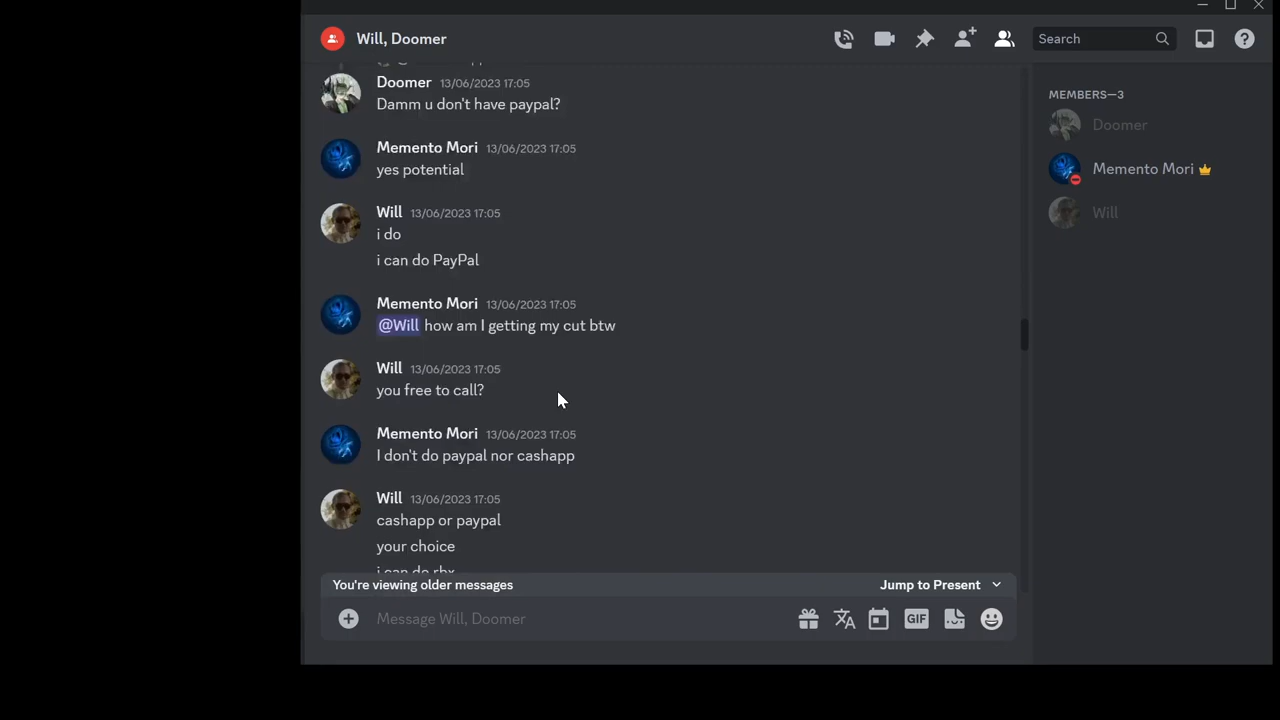 Will, Doomer
Search
Doomer 13/06/2023 17:05
Damm u don't have paypal?
Memento Mori 13/06/2023 17:05
yes potential
Will 13/06/2023 17:05
i do
i can do PayPal
Memento Mori 13/06/2023 17:05
@Will how am I getting my cut btw
Will 13/06/2023 17:05
you free to call?
Memento Mori 13/06/2023 17:05
I don't do paypal nor cashapp
Will 13/06/2023 17:05
cashapp or paypal
your choice
i can do rbx
You're viewing older messages
Jump to Present
Message Will, Doomer
GIF
MEMBERS—3
Doomer
Memento Mori
Will